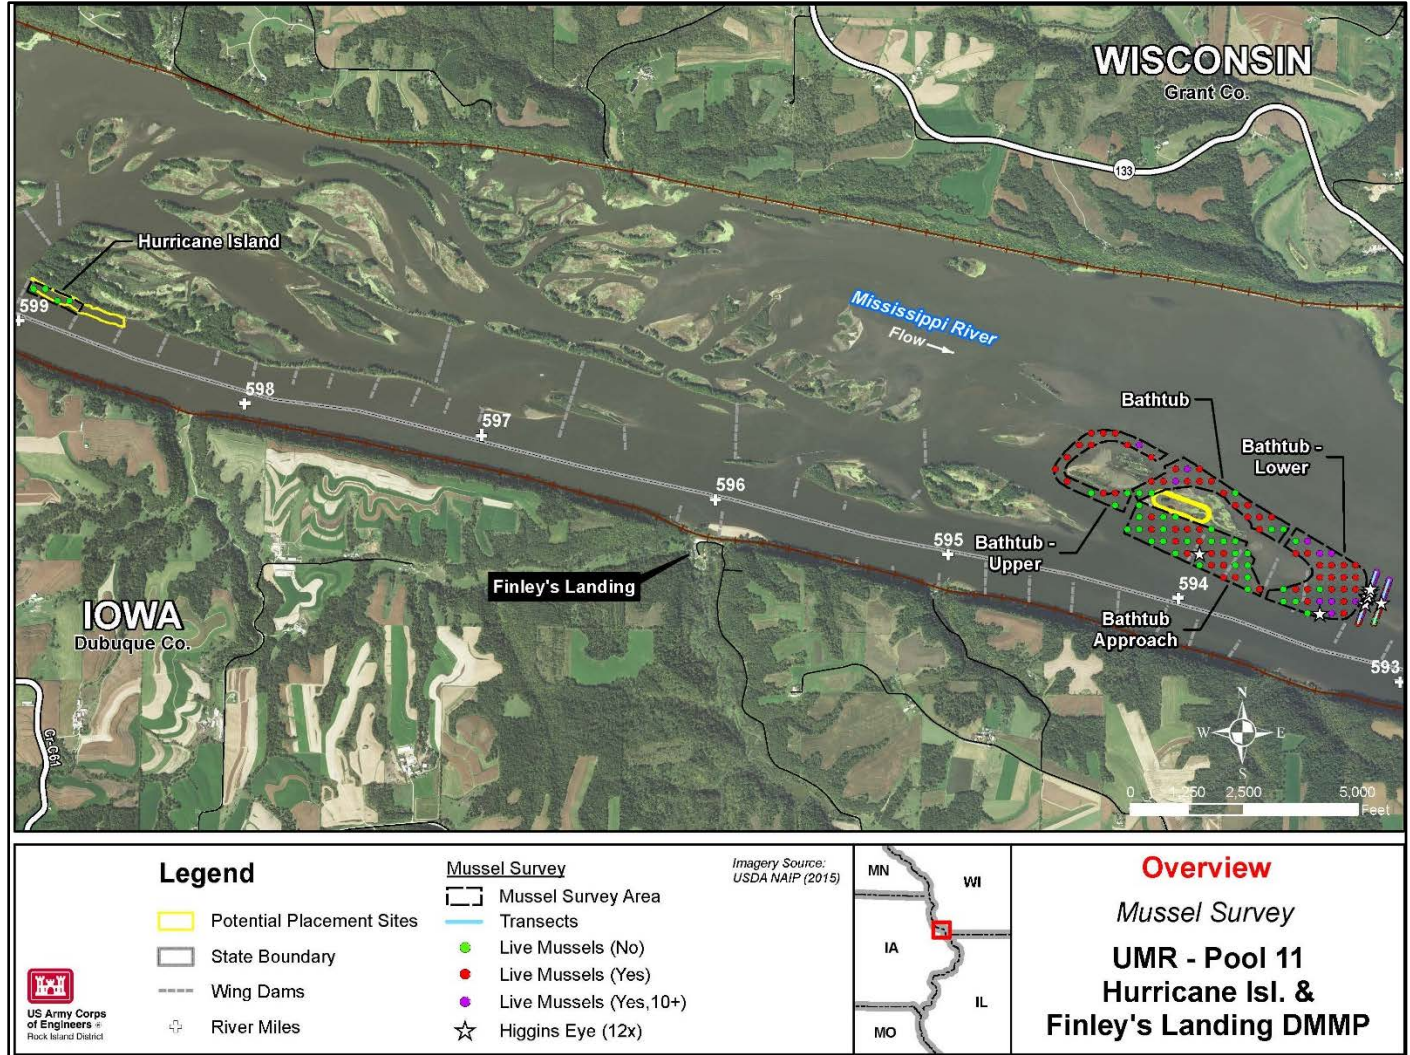 WISCONSIN
Grant Co.
133
Hurricane Island
599
Mississippi River
Flow
598
Bathtub
597
Bathtub -
Lower
596
595
Bathtub -
Upper
Finley's Landing
594
IOWA
Dubuque Co.
Bathtub
Approach
593
Cr-C61
N
W
E
S
0
1,250
2,500
5,000
Feet
Legend
Potential Placement Sites
State Boundary
Wing Dams
River Miles
US Army Corps
of Engineers ®
Rock Island District
Mussel Survey
Mussel Survey Area
Transects
Live Mussels (No)
Live Mussels (Yes)
Live Mussels (Yes,10+)
Higgins Eye (12x)
Imagery Source:
USDA NAIP (2015)
MN
WI
IA
IL
MO
Overview
Mussel Survey
UMR - Pool 11
Hurricane Isl. &
Finley's Landing DMMP